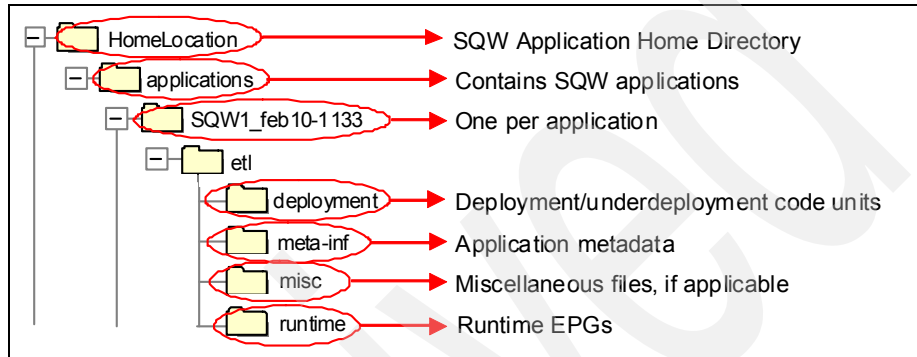 HomeLocation SQW Application Home Directory
applications Contains SQW applications
SQW1_feb10-1133 One per application
etl
deployment Deployment/underdeployment code units
meta-inf Application metadata
misc Miscellaneous files, if applicable
runtime Runtime EPGs